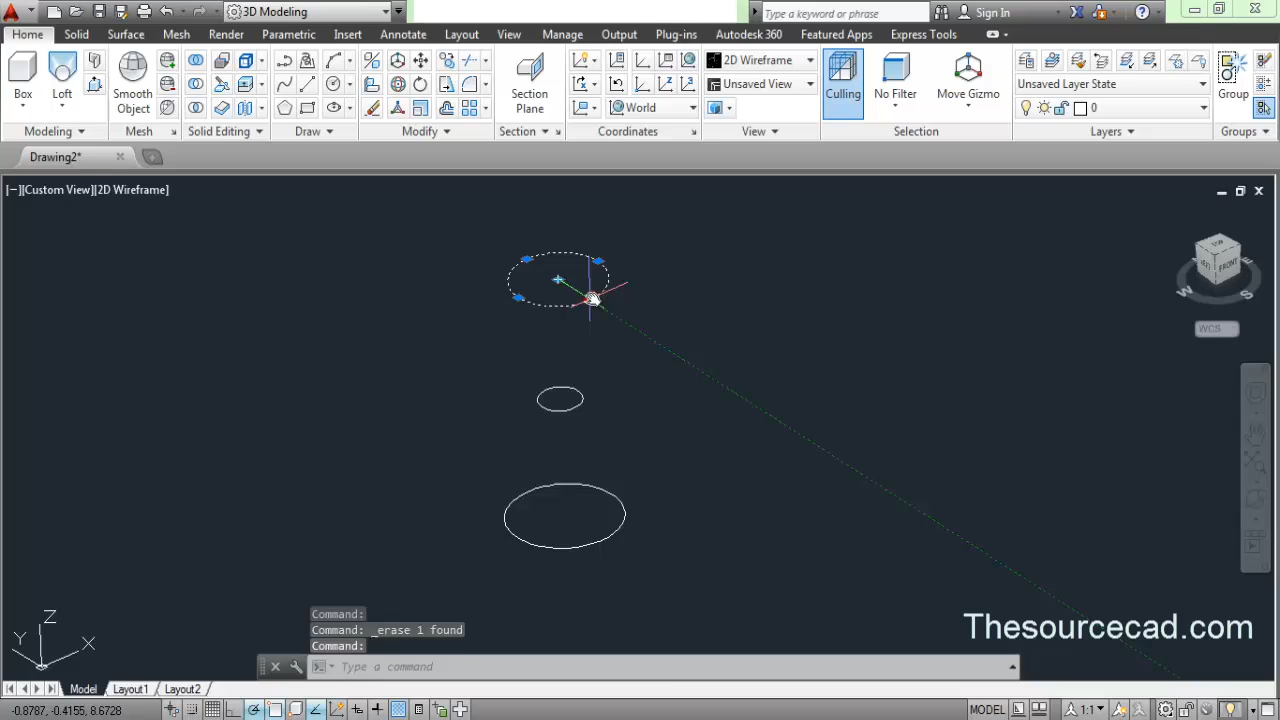 3D Modeling
Type a keyword or phrase
Sign In
Home Solid Surface Mesh Render Parametric Insert Annotate Layout View Manage Output Plug-ins Autodesk 360 Featured Apps Express Tools
Box
Loft
Smooth
Object
Section
Plane
World
2D Wireframe
Unsaved View
Culling
No Filter
Move Gizmo
Unsaved Layer State
0
Group
Modeling Mesh Solid Editing Draw Modify Section Coordinates View Selection Layers Groups
Drawing2*
[−][Custom View][2D Wireframe]
TOP
LEFT FRONT
W S
WCS
Z
Y X
Command:
Command: _erase 1 found
Command:
Type a command
Thesourcecad.com
Model Layout1 Layout2
-0.8787, -0.4155, 8.6728
MODEL
1:1